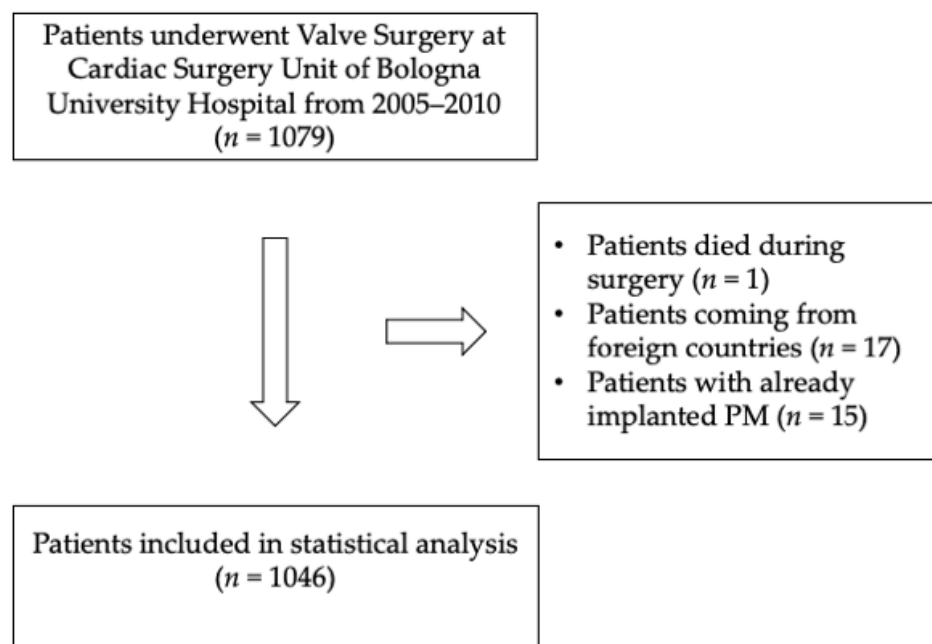 Patients underwent Valve Surgery at
Cardiac Surgery Unit of Bologna
University Hospital from 2005–2010
(n = 1079)
• Patients died during
surgery (n = 1)
• Patients coming from
foreign countries (n = 17)
• Patients with already
implanted PM (n = 15)
Patients included in statistical analysis
(n = 1046)